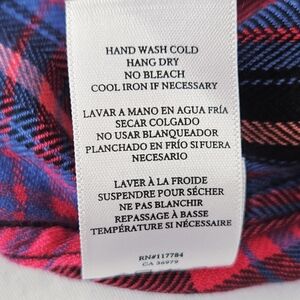 HAND WASH COLD
HANG DRY
NO BLEACH
COOL IRON IF NECESSARY
LAVAR A MANO EN AGUA FRÍA
SECAR COLGADO
NO USAR BLANQUEADOR
PLANCHADO EN FRÍO SI FUERA
NECESARIO
LAVER À LA FROIDE
SUSPENDRE POUR SÉCHER
NE PAS BLANCHIR
REPASSAGE À BASSE
TEMPÉRATURE SI NÉCESSAIRE
RN#117784
CA 36979